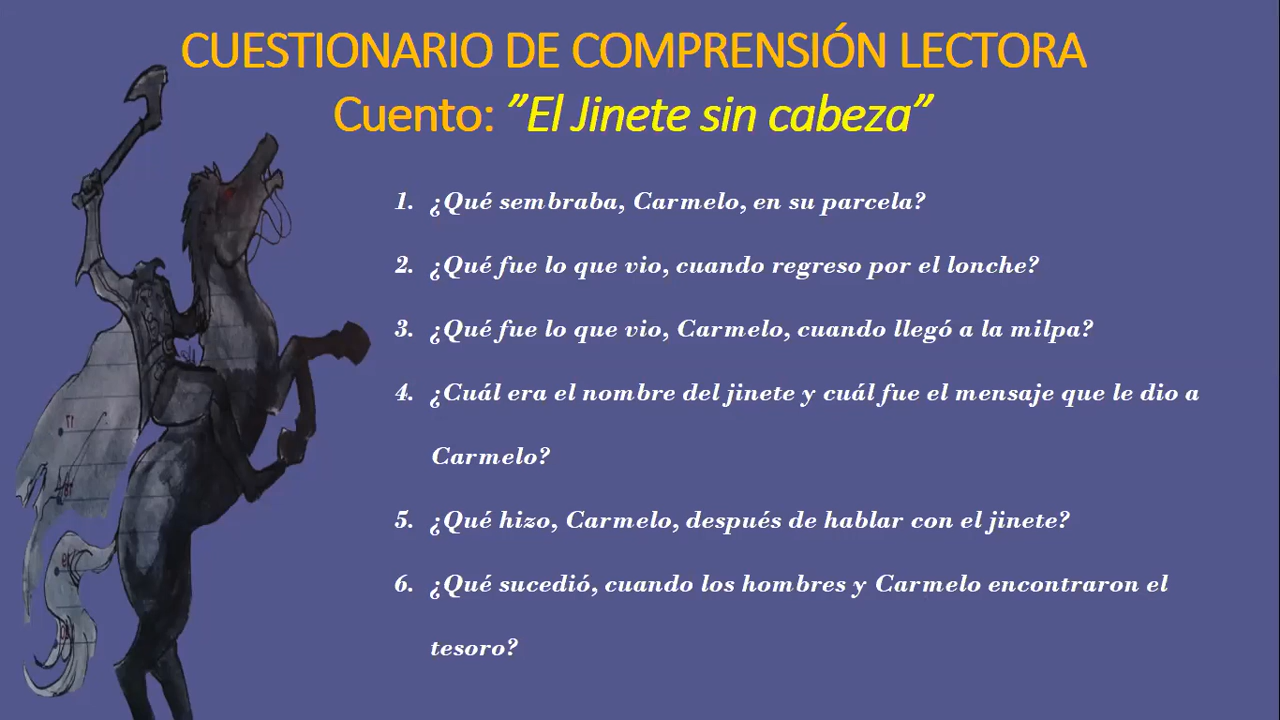 CUESTIONARIO DE COMPRENSIÓN LECTORA
Cuento: ”El Jinete sin cabeza”
1. ¿Qué sembraba, Carmelo, en su parcela?
2. ¿Qué fue lo que vio, cuando regreso por el lonche?
3. ¿Qué fue lo que vio, Carmelo, cuando llegó a la milpa?
4. ¿Cuál era el nombre del jinete y cuál fue el mensaje que le dio a
Carmelo?
5. ¿Qué hizo, Carmelo, después de hablar con el jinete?
6. ¿Qué sucedió, cuando los hombres y Carmelo encontraron el
tesoro?